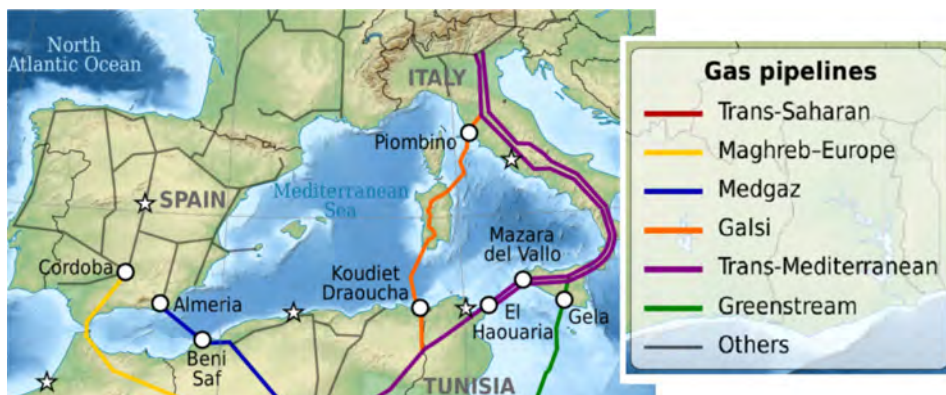 North
Atlantic Ocean
ITALY
Piombino
SPAIN
Mediterranean
Sea
Mazara
del Vallo
Córdoba
Koudiet
Draoucha
Almeria
El
Haouaria
Gela
Beni
Saf
TUNISIA
Gas pipelines
Trans-Saharan
Maghreb–Europe
Medgaz
Galsi
Trans-Mediterranean
Greenstream
Others